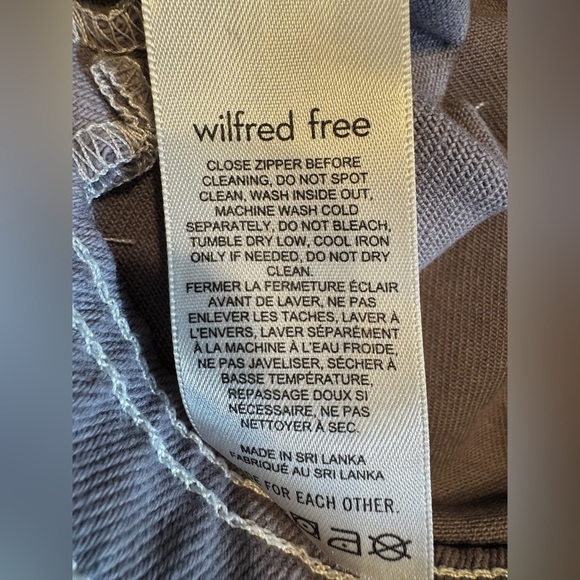 wilfred free
CLOSE ZIPPER BEFORE
CLEANING, DO NOT SPOT
CLEAN, WASH INSIDE OUT,
MACHINE WASH COLD
SEPARATELY, DO NOT BLEACH,
TUMBLE DRY LOW, COOL IRON
ONLY IF NEEDED, DO NOT DRY
CLEAN.
FERMER LA FERMETURE ÉCLAIR
AVANT DE LAVER, NE PAS
ENLEVER LES TACHES, LAVER À
L'ENVERS, LAVER SÉPARÉMENT
À LA MACHINE À L'EAU FROIDE,
NE PAS JAVELISER, SÉCHER À
BASSE TEMPÉRATURE,
REPASSAGE DOUX SI
NÉCESSAIRE, NE PAS
NETTOYER À SEC.
MADE IN SRI LANKA
FABRIQUÉ AU SRI LANKA
FOR EACH OTHER.